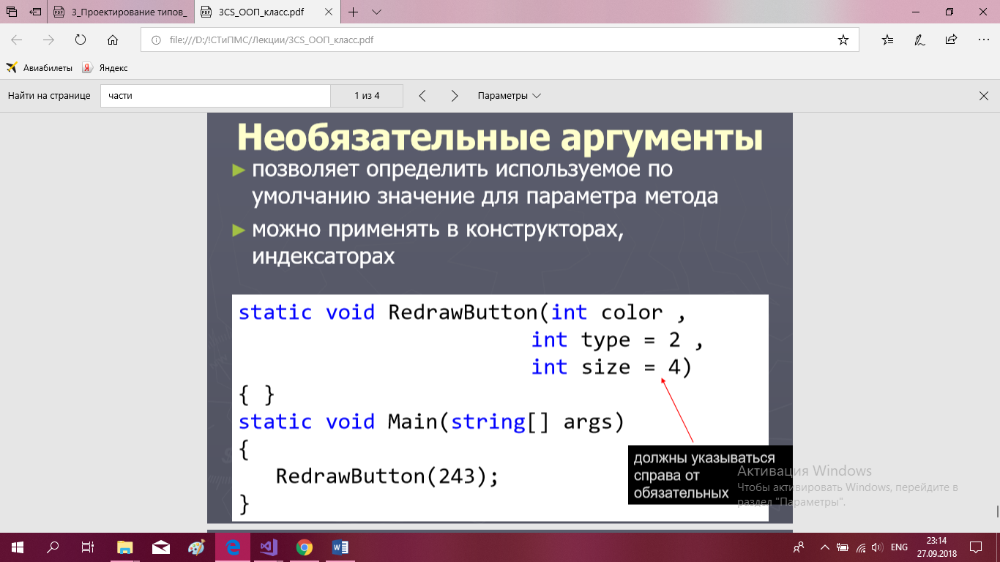 3_Проектирование типов_
3CS_ООП_класс.pdf
file:///D:/!СТиПМС/Лекции/3CS_ООП_класс.pdf
Авиабилеты Яндекс
Найти на странице части 1 из 4 Параметры
Необязательные аргументы
позволяет определить используемое по
умолчанию значение для параметра метода
можно применять в конструкторах,
индексаторах
static void RedrawButton(int color ,
int type = 2 ,
int size = 4)
{ }
static void Main(string[] args)
{
RedrawButton(243);
}
должны указываться
справа от
обязательных
Активация Windows
Чтобы активировать Windows, перейдите в
раздел "Параметры".
ENG
23:14
27.09.2018